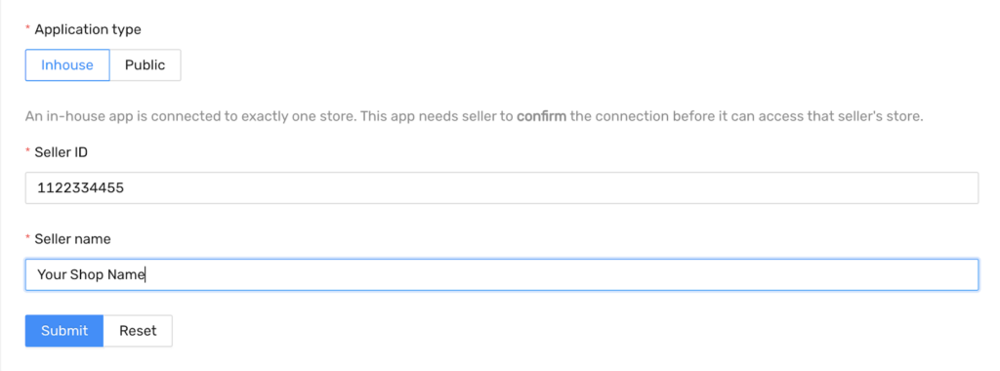 * Application type
Inhouse Public
An in-house app is connected to exactly one store. This app needs seller to confirm the connection before it can access that seller's store.
* Seller ID
1122334455
* Seller name
Your Shop Name
Submit Reset